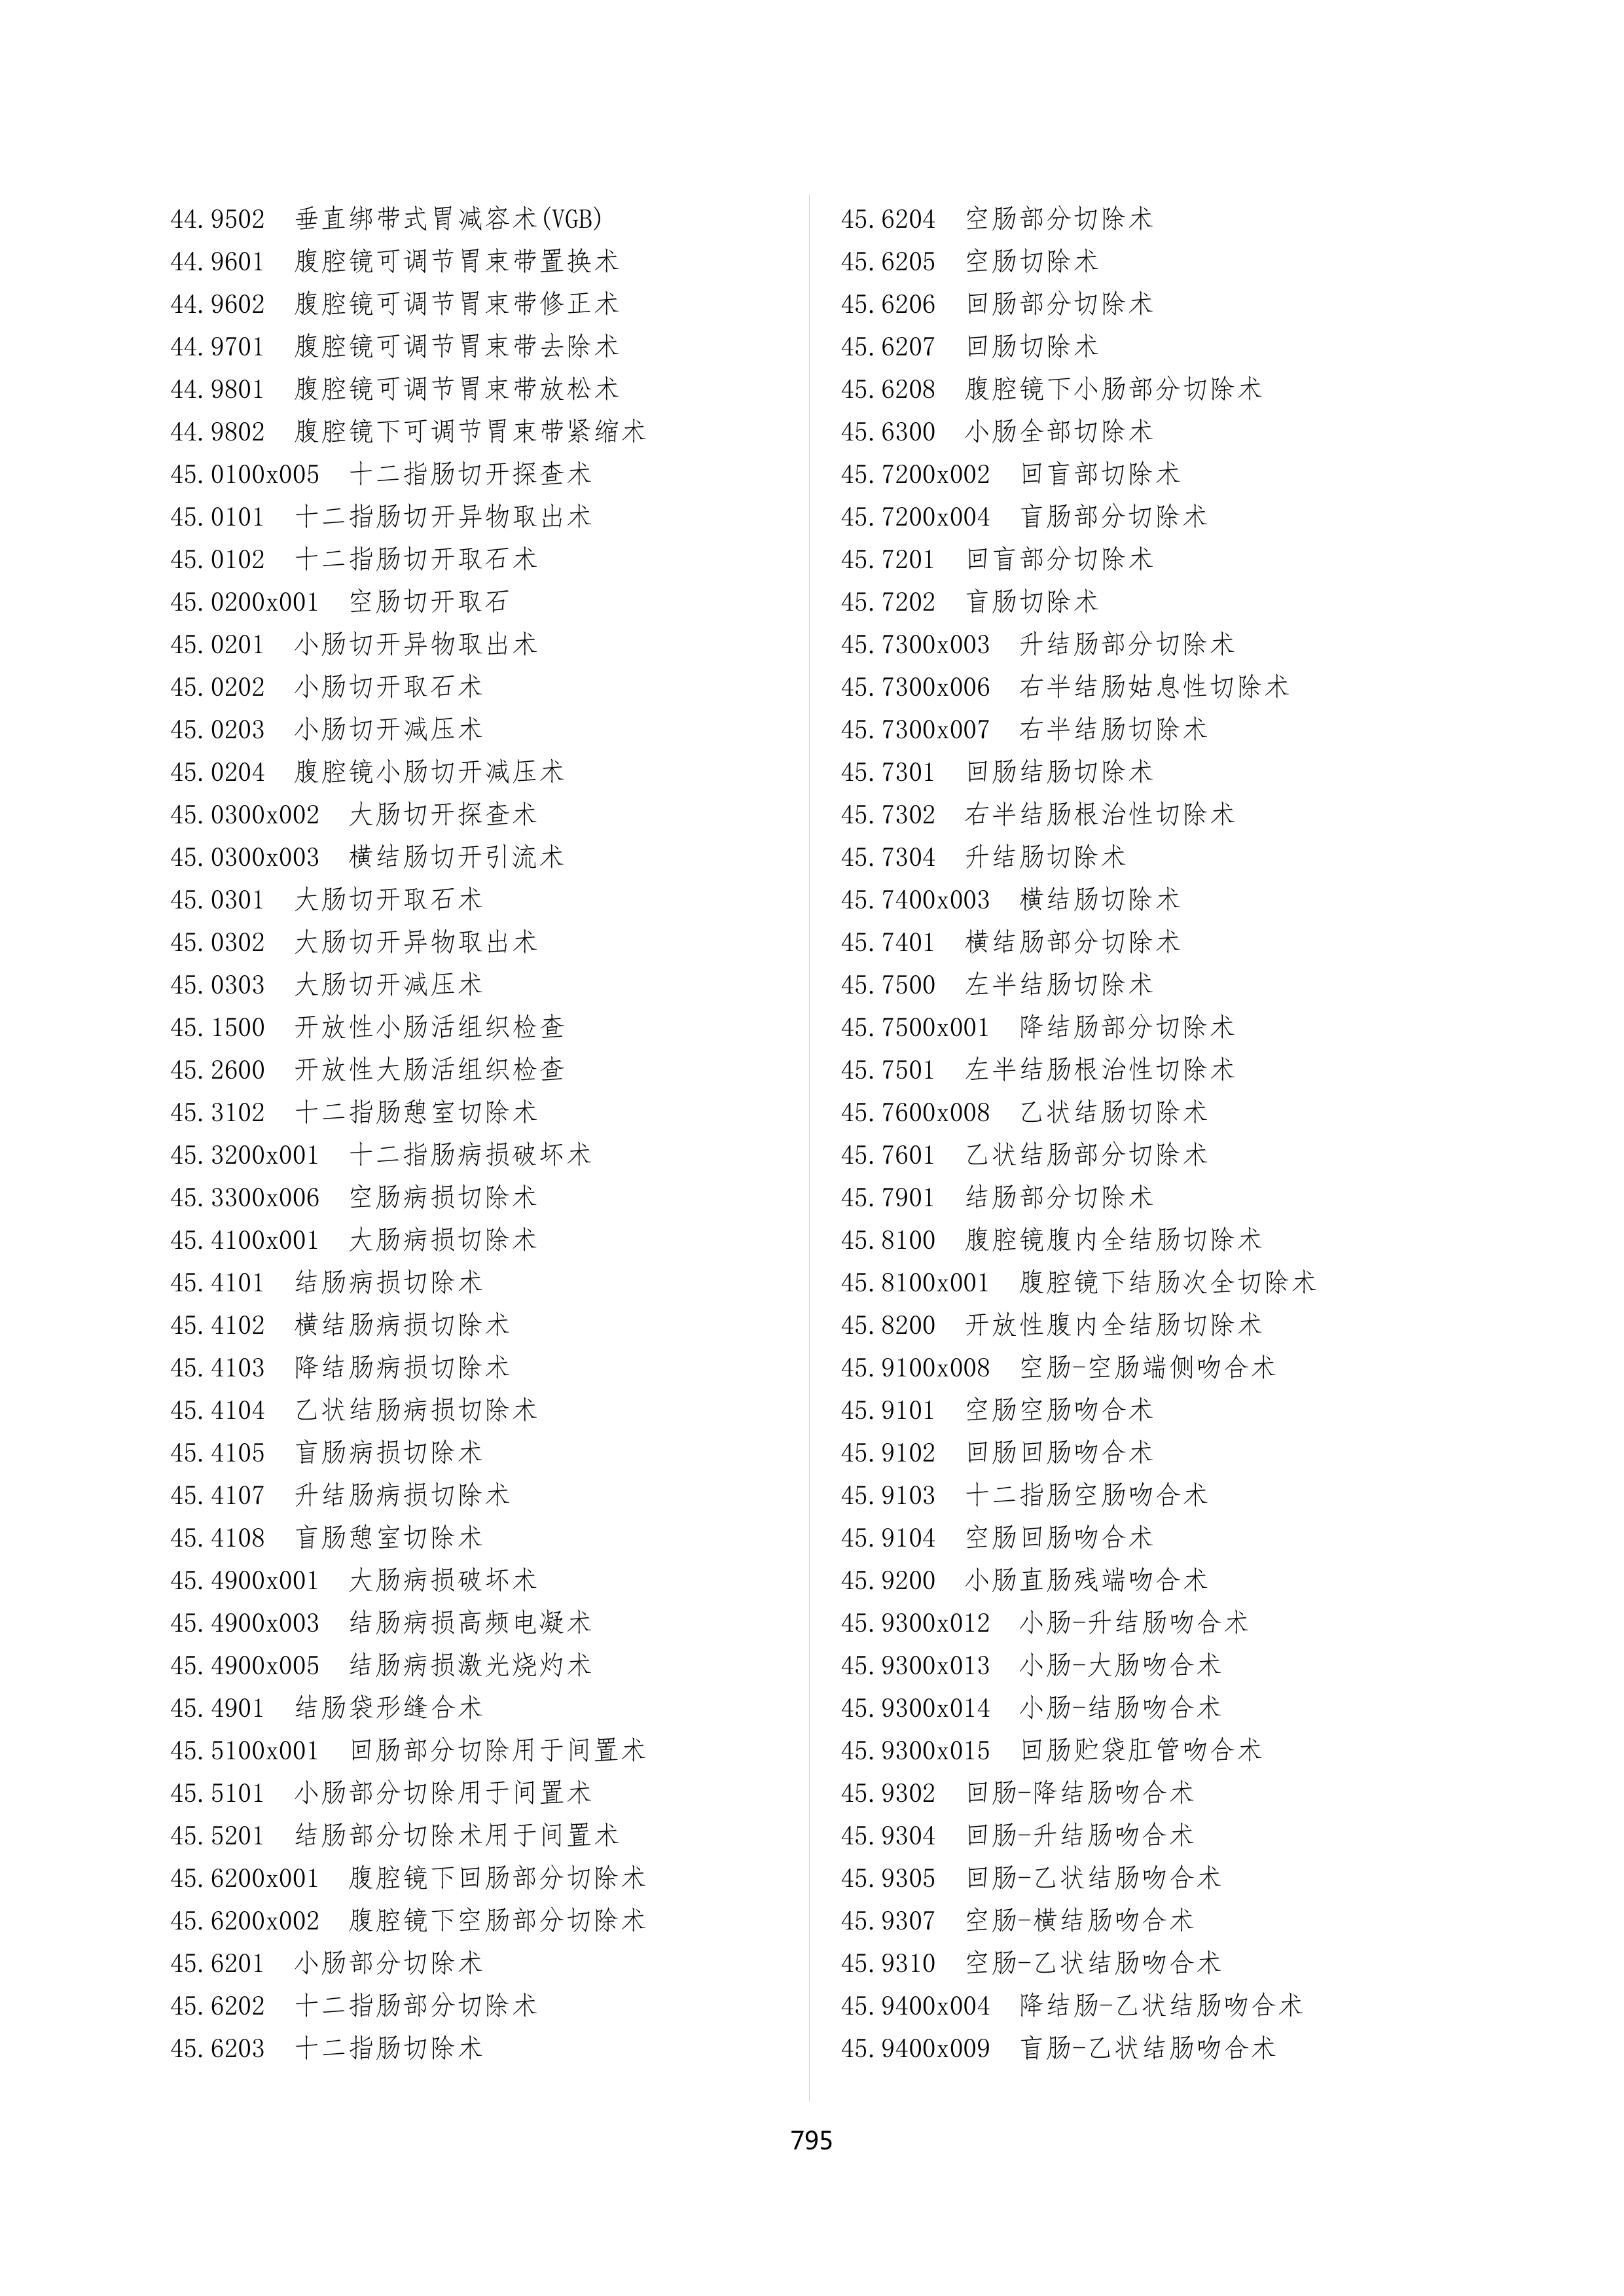 44.9502 垂直绑带式胃减容术(VGB)
44.9601 腹腔镜可调节胃束带置换术
44.9602 腹腔镜可调节胃束带修正术
44.9701 腹腔镜可调节胃束带去除术
44.9801 腹腔镜可调节胃束带放松术
44.9802 腹腔镜下可调节胃束带紧缩术
45.0100x005 十二指肠切开探查术
45.0101 十二指肠切开异物取出术
45.0102 十二指肠切开取石术
45.0200x001 空肠切开取石
45.0201 小肠切开异物取出术
45.0202 小肠切开取石术
45.0203 小肠切开减压术
45.0204 腹腔镜小肠切开减压术
45.0300x002 大肠切开探查术
45.0300x003 横结肠切开引流术
45.0301 大肠切开取石术
45.0302 大肠切开异物取出术
45.0303 大肠切开减压术
45.1500 开放性小肠活组织检查
45.2600 开放性大肠活组织检查
45.3102 十二指肠憩室切除术
45.3200x001 十二指肠病损破坏术
45.3300x006 空肠病损切除术
45.4100x001 大肠病损切除术
45.4101 结肠病损切除术
45.4102 横结肠病损切除术
45.4103 降结肠病损切除术
45.4104 乙状结肠病损切除术
45.4105 盲肠病损切除术
45.4107 升结肠病损切除术
45.4108 盲肠憩室切除术
45.4900x001 大肠病损破坏术
45.4900x003 结肠病损高频电凝术
45.4900x005 结肠病损激光烧灼术
45.4901 结肠袋形缝合术
45.5100x001 回肠部分切除用于间置术
45.5101 小肠部分切除用于间置术
45.5201 结肠部分切除术用于间置术
45.6200x001 腹腔镜下回肠部分切除术
45.6200x002 腹腔镜下空肠部分切除术
45.6201 小肠部分切除术
45.6202 十二指肠部分切除术
45.6203 十二指肠切除术
45.6204 空肠部分切除术
45.6205 空肠切除术
45.6206 回肠部分切除术
45.6207 回肠切除术
45.6208 腹腔镜下小肠部分切除术
45.6300 小肠全部切除术
45.7200x002 回盲部切除术
45.7200x004 盲肠部分切除术
45.7201 回盲部分切除术
45.7202 盲肠切除术
45.7300x003 升结肠部分切除术
45.7300x006 右半结肠姑息性切除术
45.7300x007 右半结肠切除术
45.7301 回肠结肠切除术
45.7302 右半结肠根治性切除术
45.7304 升结肠切除术
45.7400x003 横结肠切除术
45.7401 横结肠部分切除术
45.7500 左半结肠切除术
45.7500x001 降结肠部分切除术
45.7501 左半结肠根治性切除术
45.7600x008 乙状结肠切除术
45.7601 乙状结肠部分切除术
45.7901 结肠部分切除术
45.8100 腹腔镜腹内全结肠切除术
45.8100x001 腹腔镜下结肠次全切除术
45.8200 开放性腹内全结肠切除术
45.9100x008 空肠-空肠端侧吻合术
45.9101 空肠空肠吻合术
45.9102 回肠回肠吻合术
45.9103 十二指肠空肠吻合术
45.9104 空肠回肠吻合术
45.9200 小肠直肠残端吻合术
45.9300x012 小肠-升结肠吻合术
45.9300x013 小肠-大肠吻合术
45.9300x014 小肠-结肠吻合术
45.9300x015 回肠贮袋肛管吻合术
45.9302 回肠-降结肠吻合术
45.9304 回肠-升结肠吻合术
45.9305 回肠-乙状结肠吻合术
45.9307 空肠-横结肠吻合术
45.9310 空肠-乙状结肠吻合术
45.9400x004 降结肠-乙状结肠吻合术
45.9400x009 盲肠-乙状结肠吻合术
795